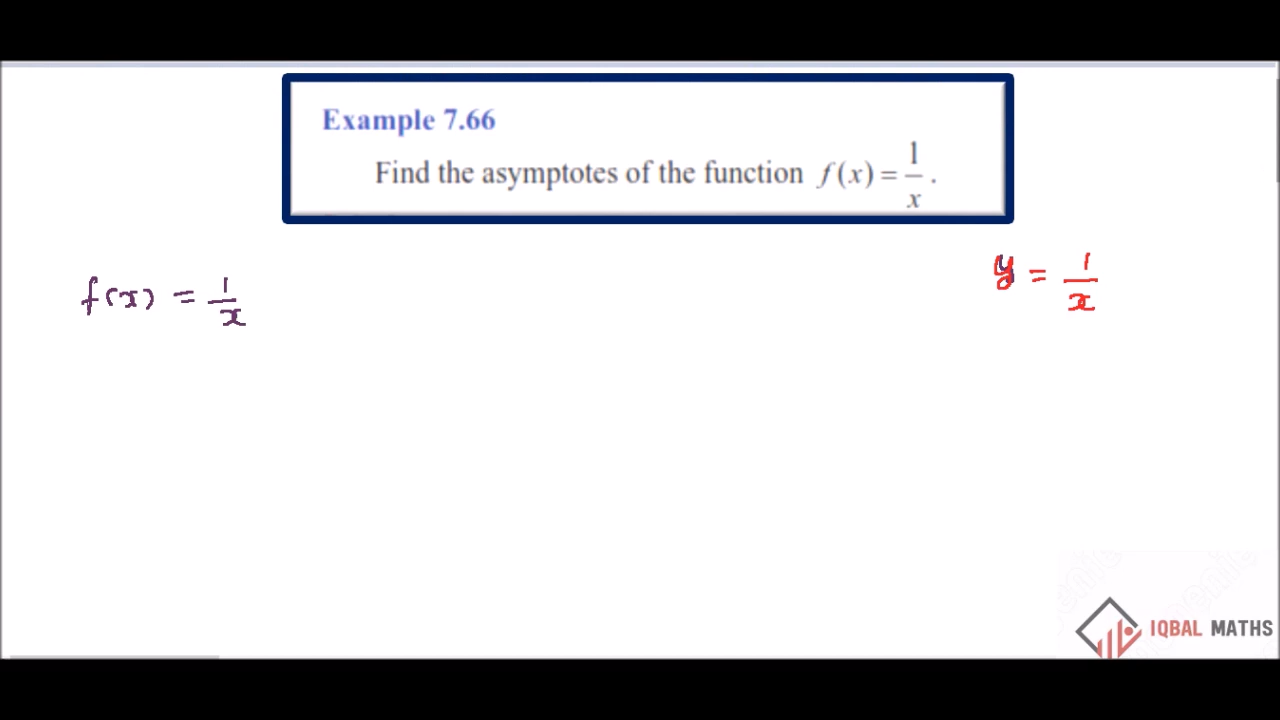 Example 7.66
Find the asymptotes of the function f(x) = 1/x.
f(x) = 1/x
y = 1/x
IQBAL MATHS